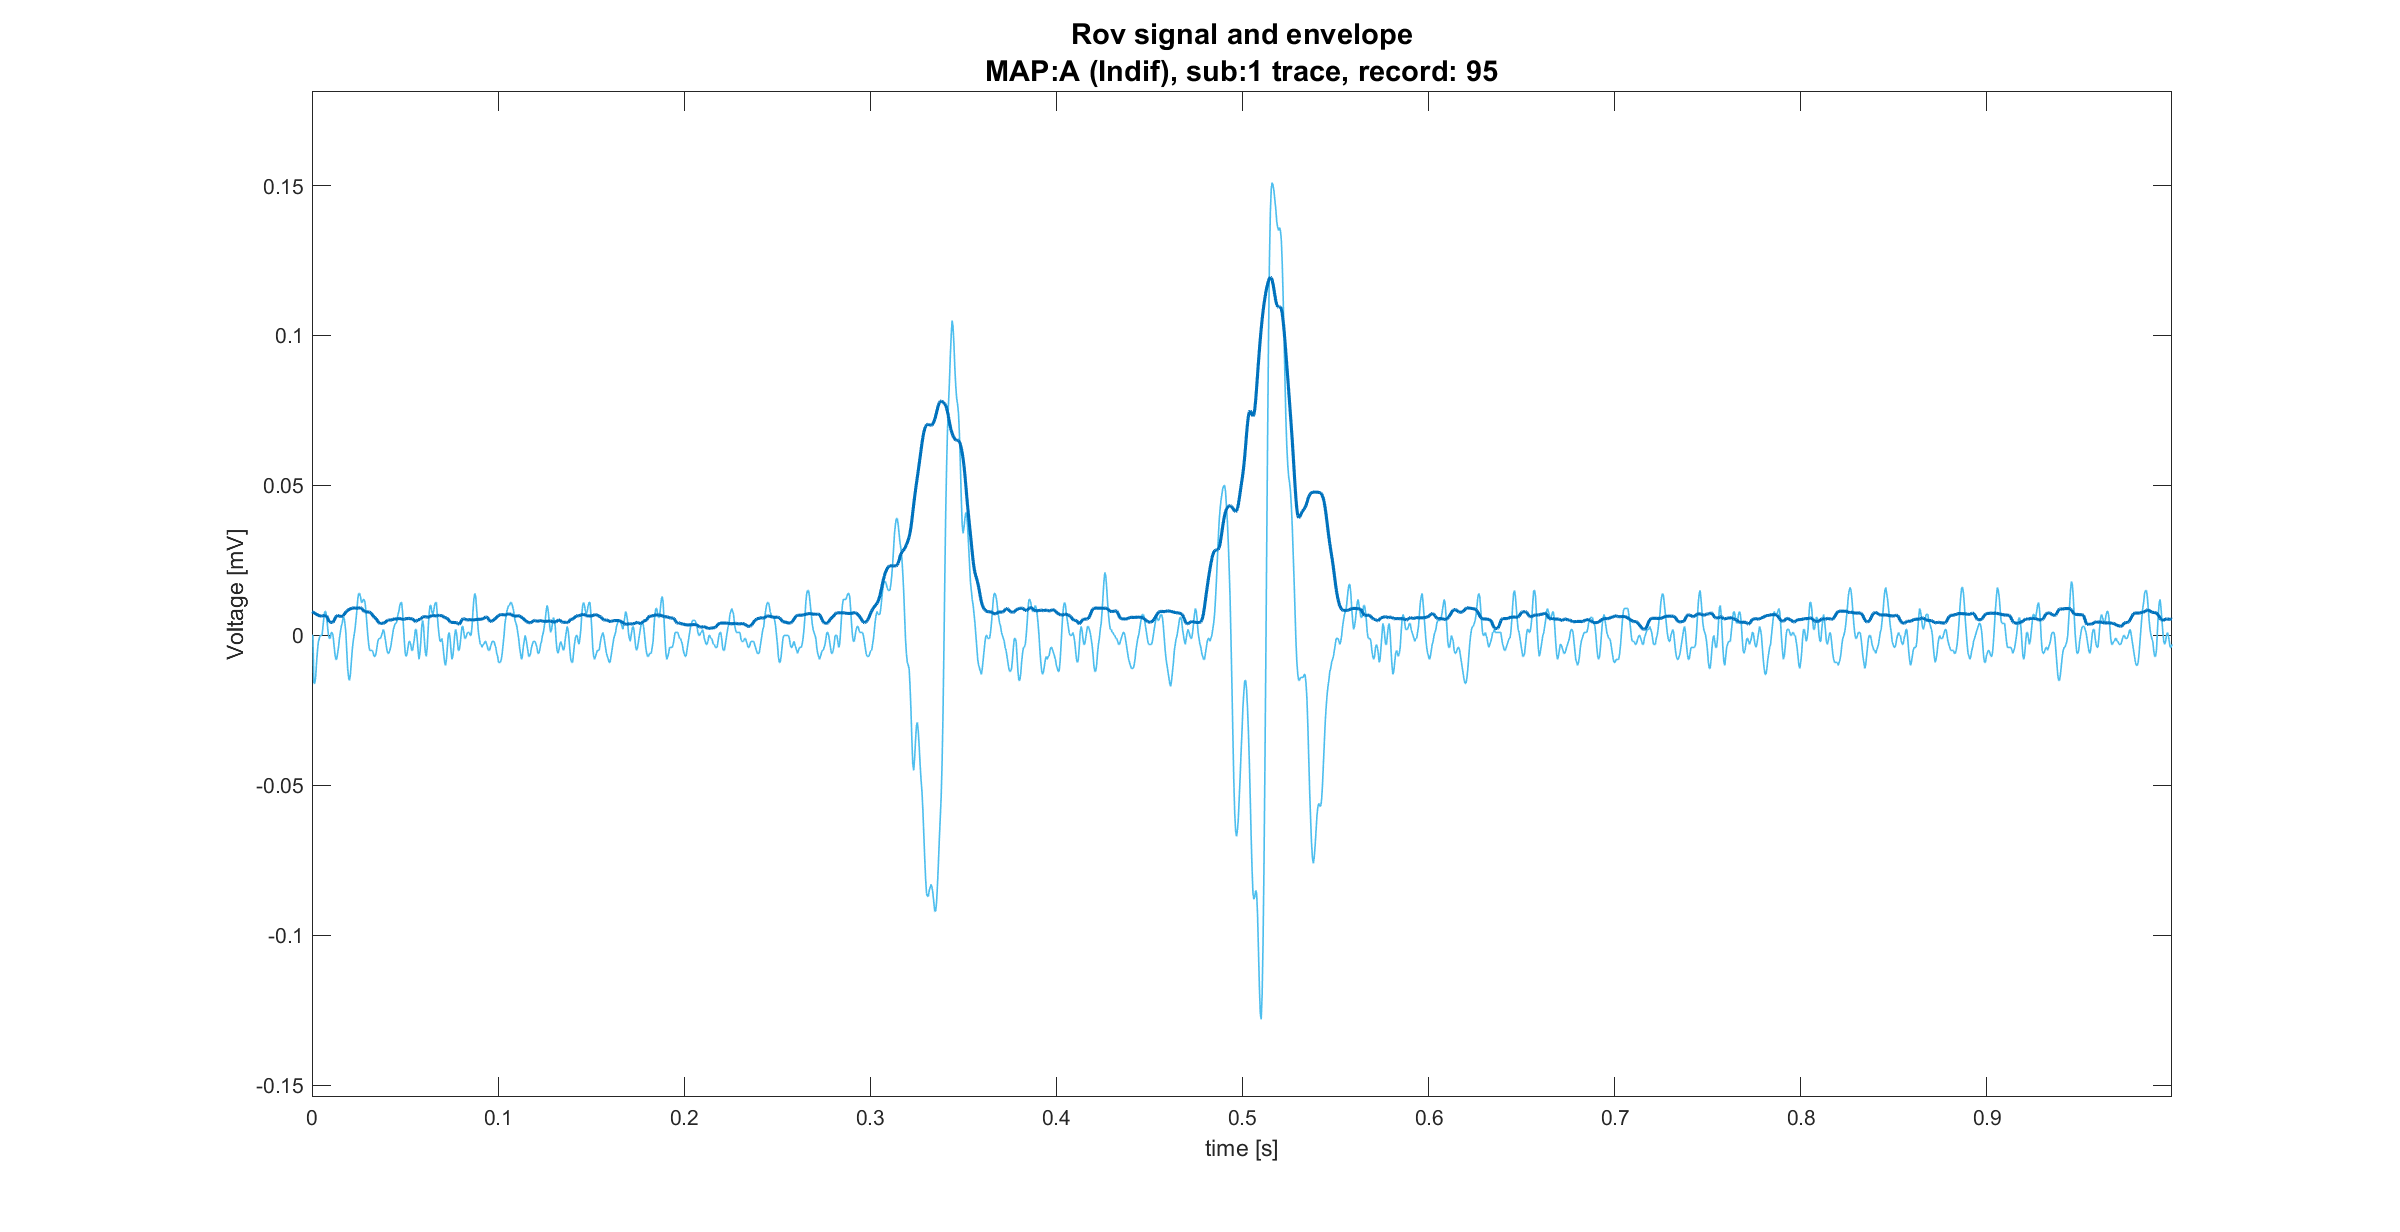 Rov signal and envelope
MAP:A (Indif), sub:1 trace, record: 95
0.15
0.1
0.05
0
-0.05
-0.1
-0.15
Voltage [mV]
0 0.1 0.2 0.3 0.4 0.5 0.6 0.7 0.8 0.9
time [s]